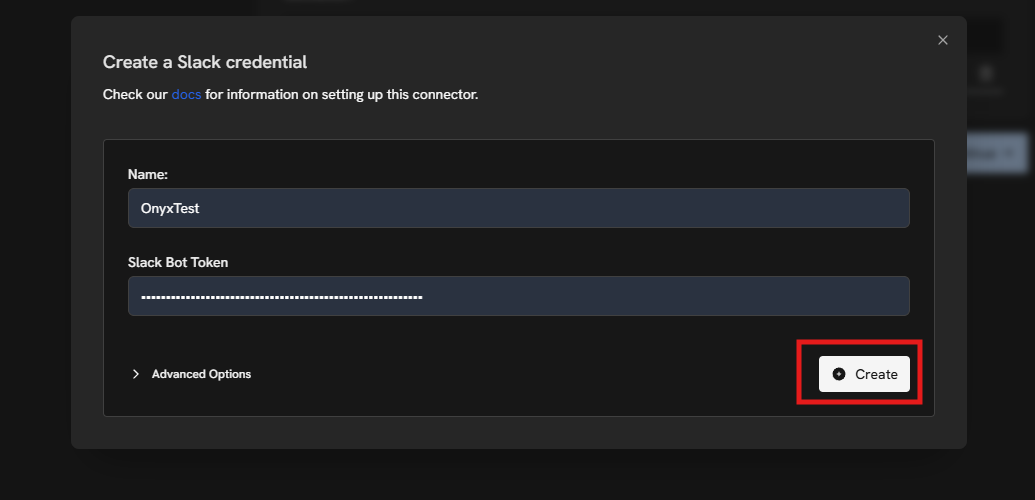 Create a Slack credential
Check our docs for information on setting up this connector.
Name:
OnyxTest
Slack Bot Token
Advanced Options
Create